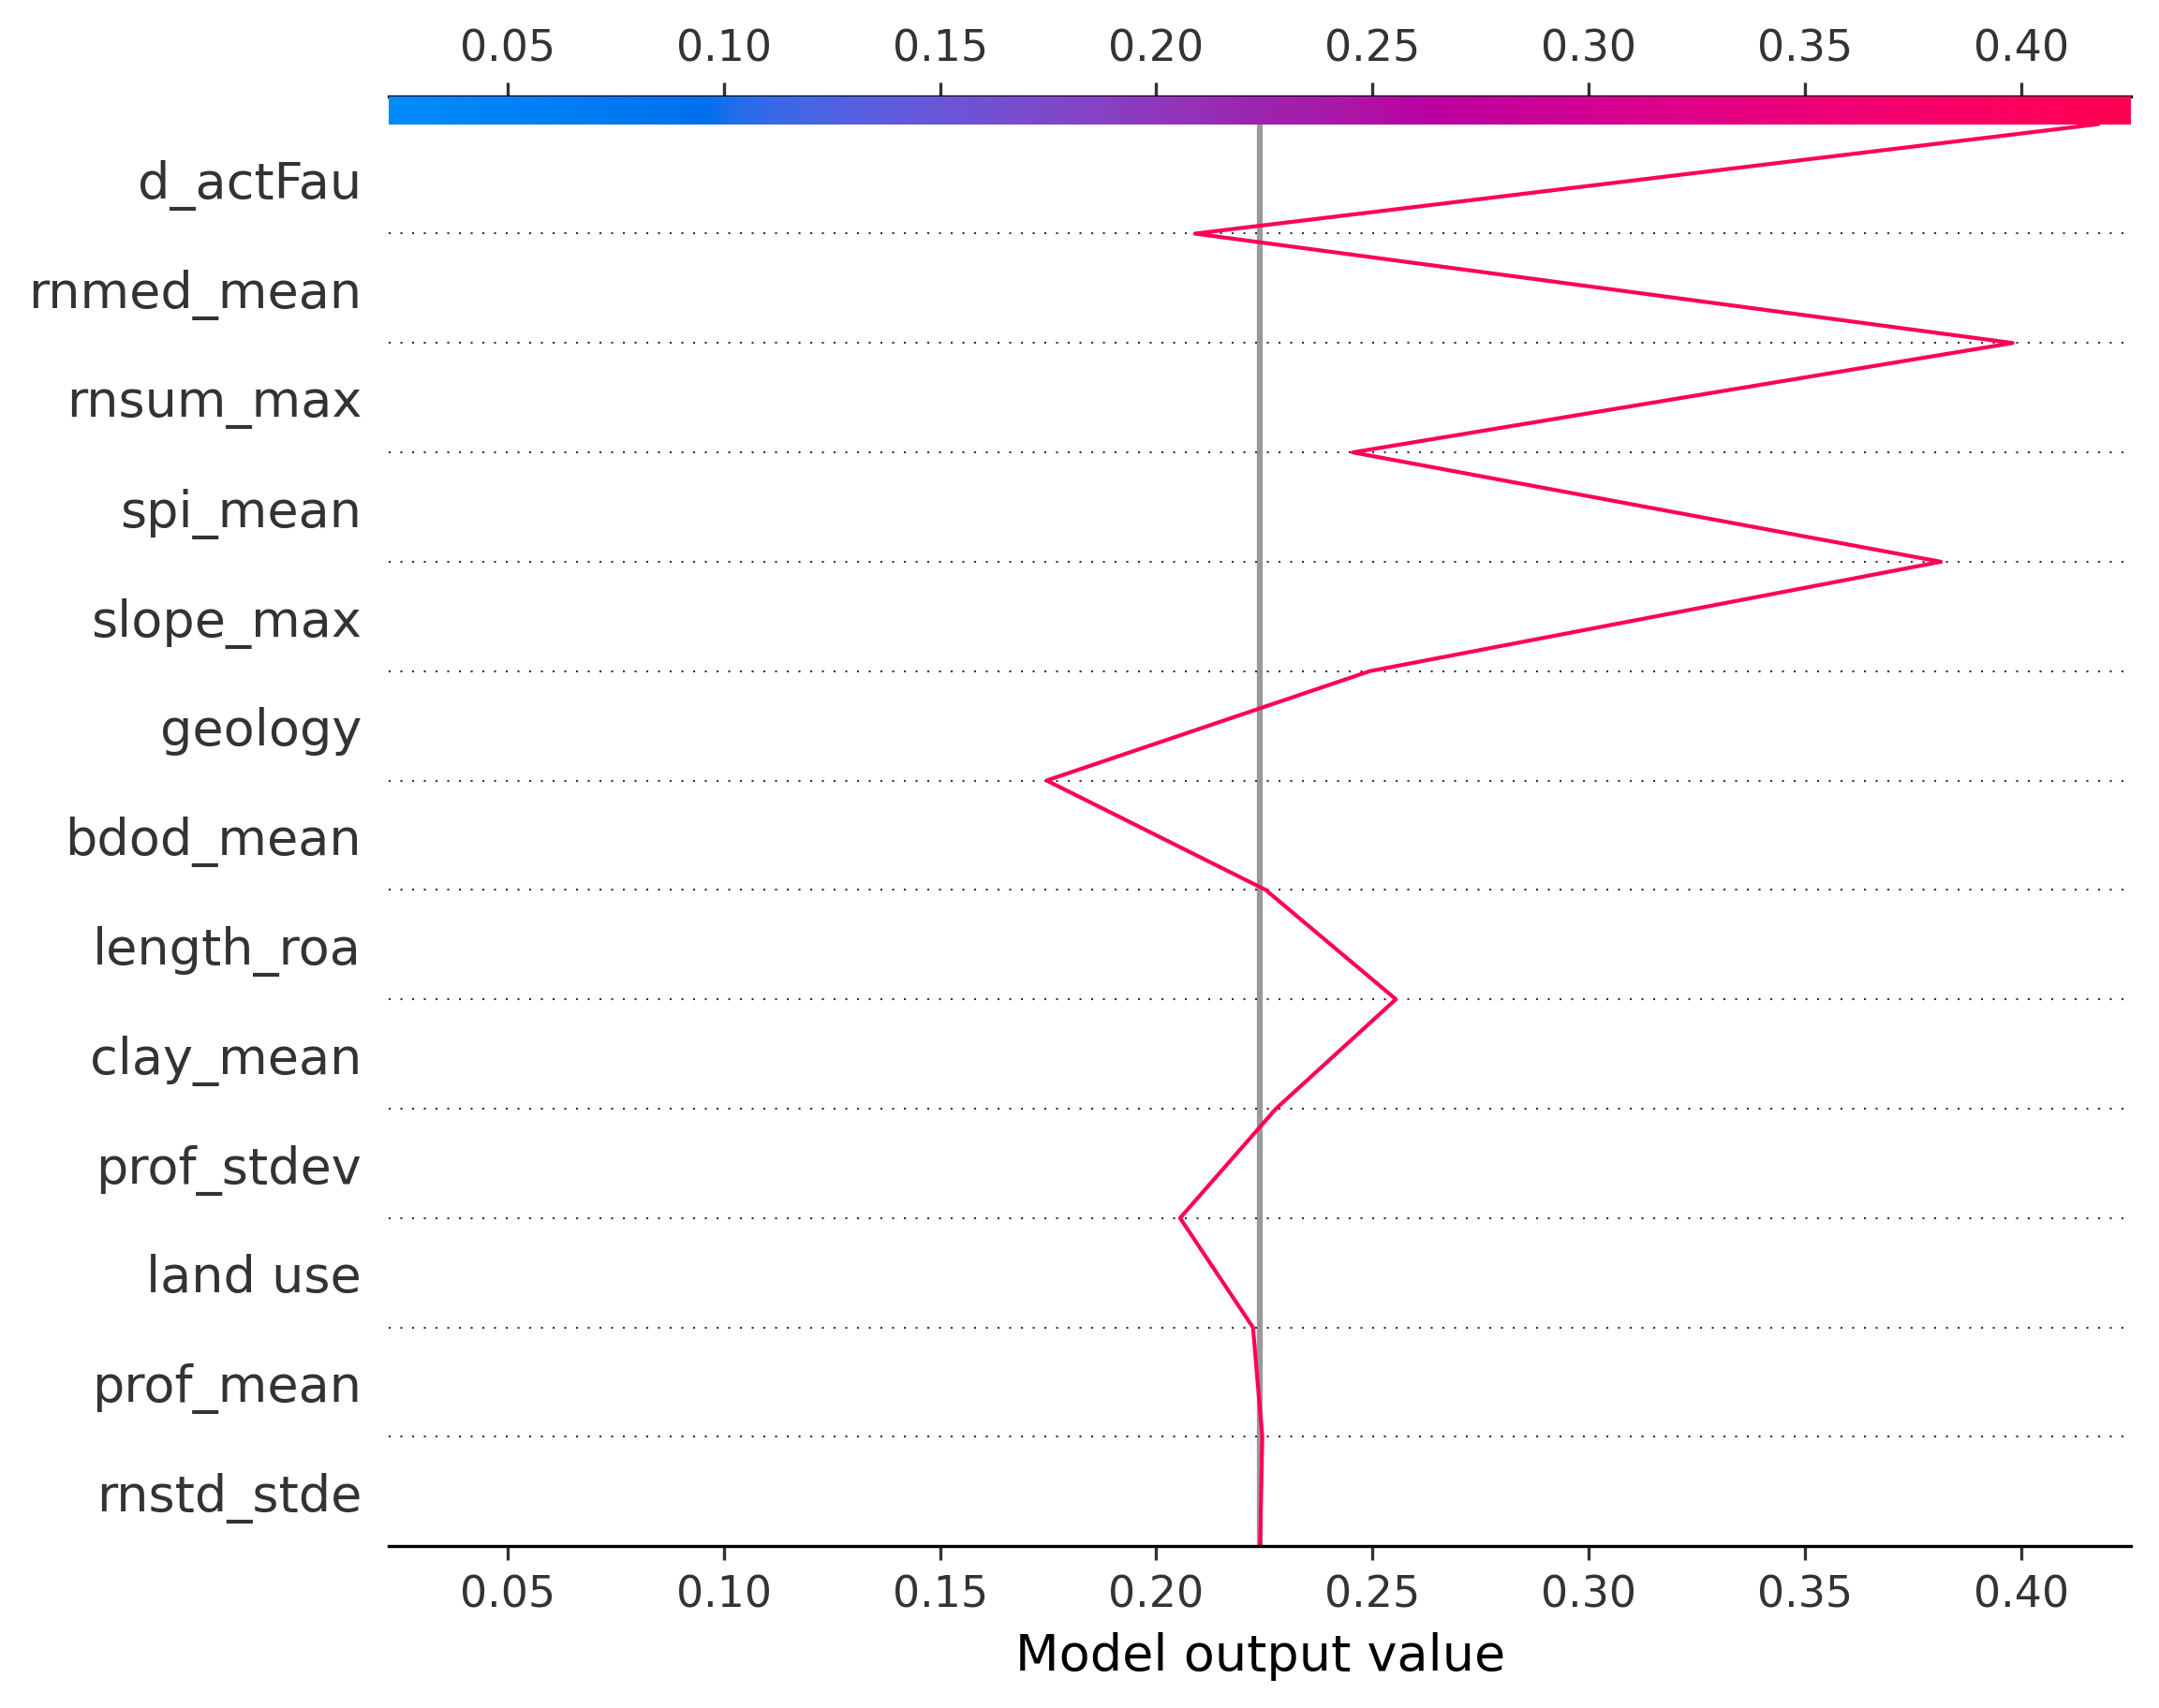 0.05 0.10 0.15 0.20 0.25 0.30 0.35 0.40
d_actFau
rnmed_mean
rnsum_max
spi_mean
slope_max
geology
bdod_mean
length_roa
clay_mean
prof_stdev
land use
prof_mean
rnstd_stde
0.05 0.10 0.15 0.20 0.25 0.30 0.35 0.40
Model output value